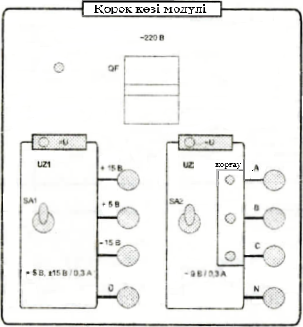 Қорек көзі модулі
~220 В
QF
UZ1
+ 15 В
SA1
+ 5 В
–15 В
0
+ 5 В, ±15 В / 0,3 А
UZ
қорғау
A
SA2
B
C
N
~ 9 В / 0,3 А